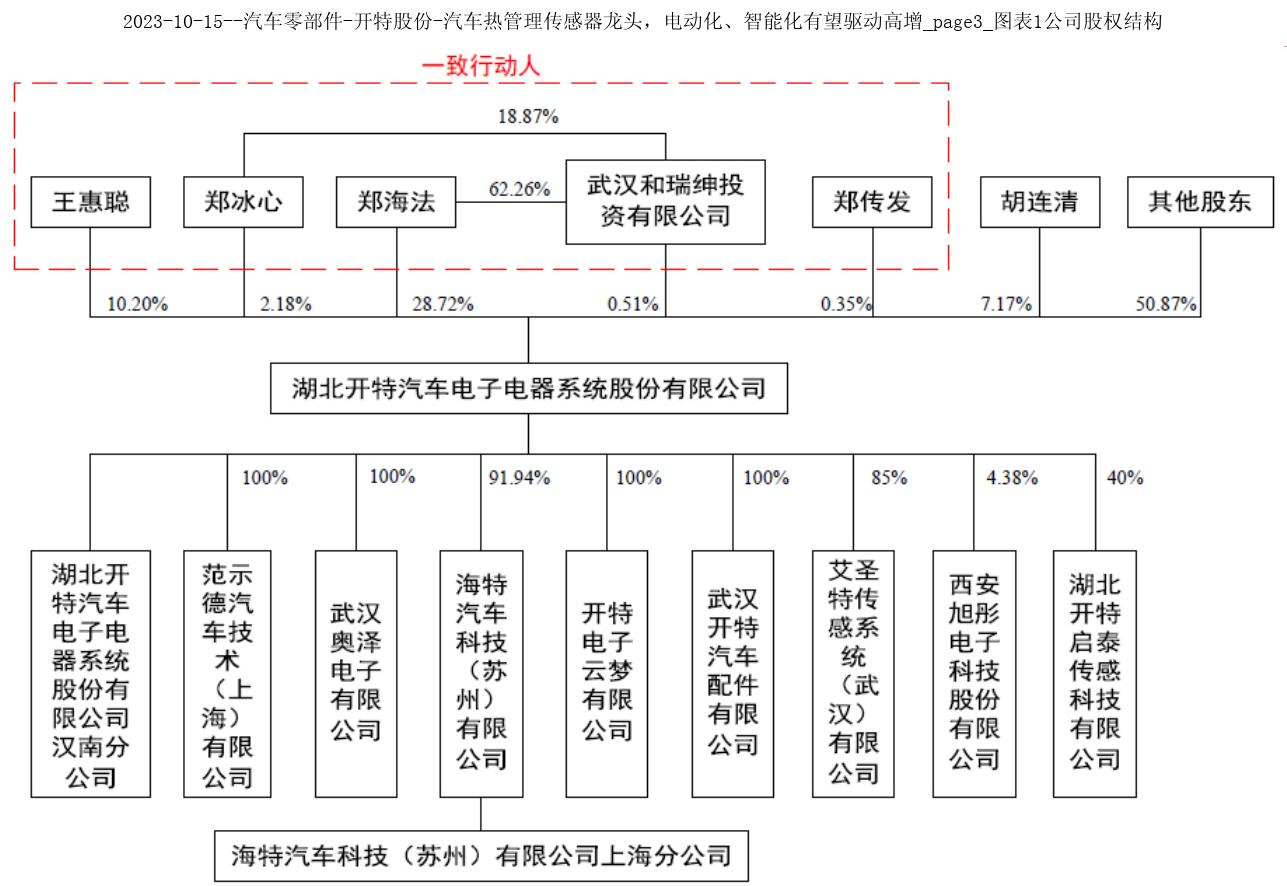 2023-10-15--汽车零部件-开特股份-汽车热管理传感器龙头，电动化、智能化有望驱动高增_page3_图表1公司股权结构
一致行动人
18.87%
王惠聪
郑冰心
郑海法
62.26%
武汉和瑞绅投
资有限公司
郑传发
胡连清
其他股东
10.20%
2.18%
28.72%
0.51%
0.35%
7.17%
50.87%
湖北开特汽车电子电器系统股份有限公司
100%
100%
91.94%
100%
100%
85%
4.38%
40%
湖北开
特汽车
电子电
器系统
股份有
限公司
汉南分
公司
范示
德汽
车技
术
（上
海）
有限
公司
武汉
奥泽
电子
有限
公司
海特
汽车
科技
（苏
州）
有限
公司
开特
电子
云梦
有限
公司
武汉
开特
汽车
配件
有限
公司
艾圣
特传
感系
统
（武
汉）
有限
公司
西安
旭彤
电子
科技
股份
有限
公司
湖北
开特
启泰
传感
科技
有限
公司
海特汽车科技（苏州）有限公司上海分公司